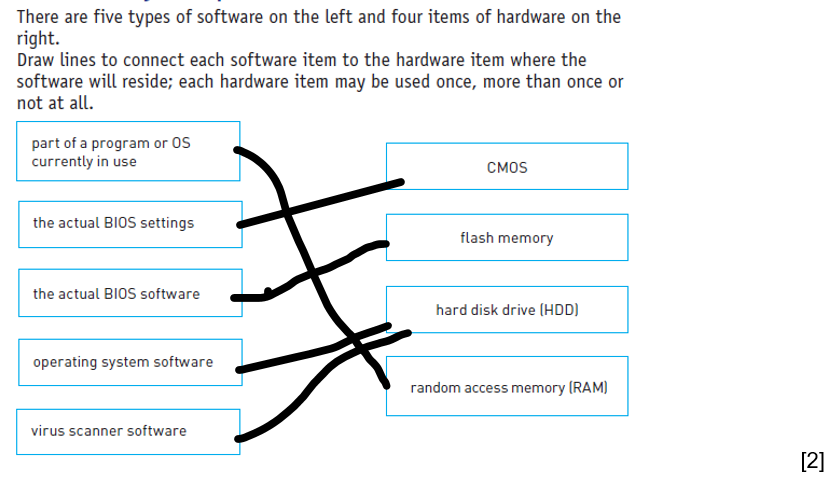 There are five types of software on the left and four items of hardware on the
right.
Draw lines to connect each software item to the hardware item where the
software will reside; each hardware item may be used once, more than once or
not at all.
part of a program or OS
currently in use
the actual BIOS settings
the actual BIOS software
operating system software
virus scanner software
CMOS
flash memory
hard disk drive (HDD)
random access memory (RAM)
[2]